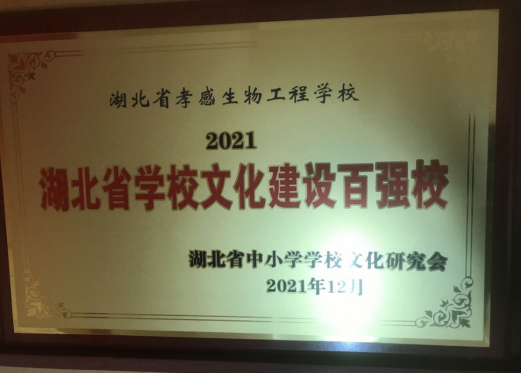 湖北省孝感生物工程学校
2021
湖北省学校文化建设百强校
湖北省中小学学校文化研究会
2021年12月